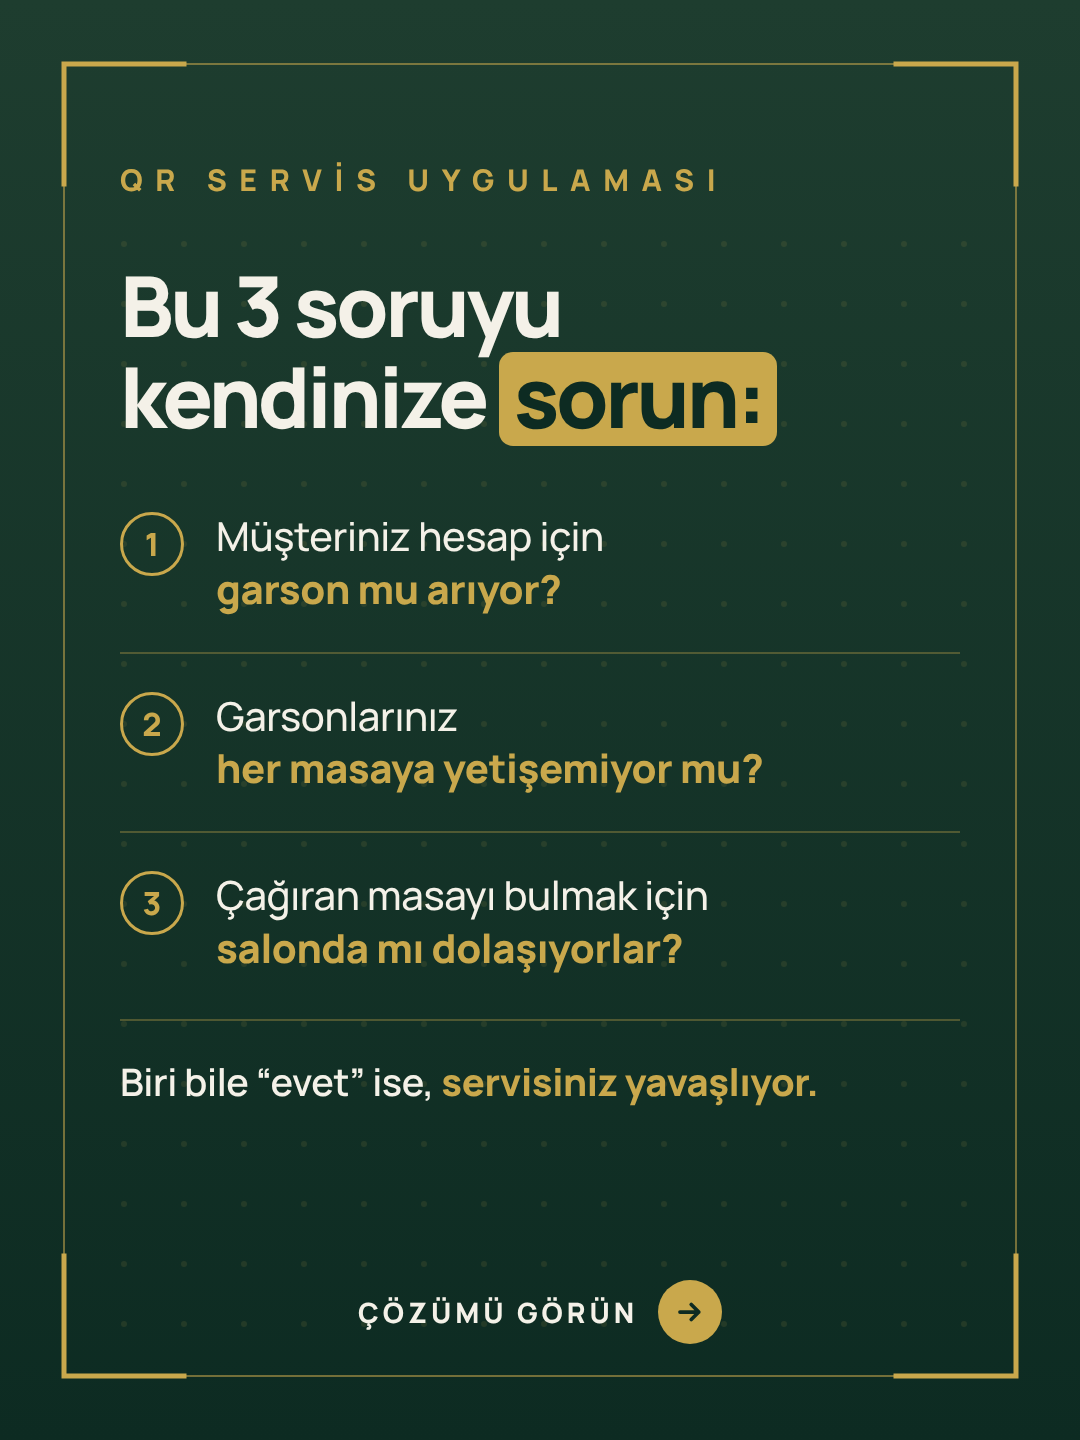 QR SERVİS UYGULAMASI
Bu 3 soruyu
kendinize sorun:
1 Müşteriniz hesap için
garson mu arıyor?
2 Garsonlarınız
her masaya yetişemiyor mu?
3 Çağıran masayı bulmak için
salonda mı dolaşıyorlar?
Biri bile “evet” ise, servisiniz yavaşlıyor.
ÇÖZÜMÜ GÖRÜN →